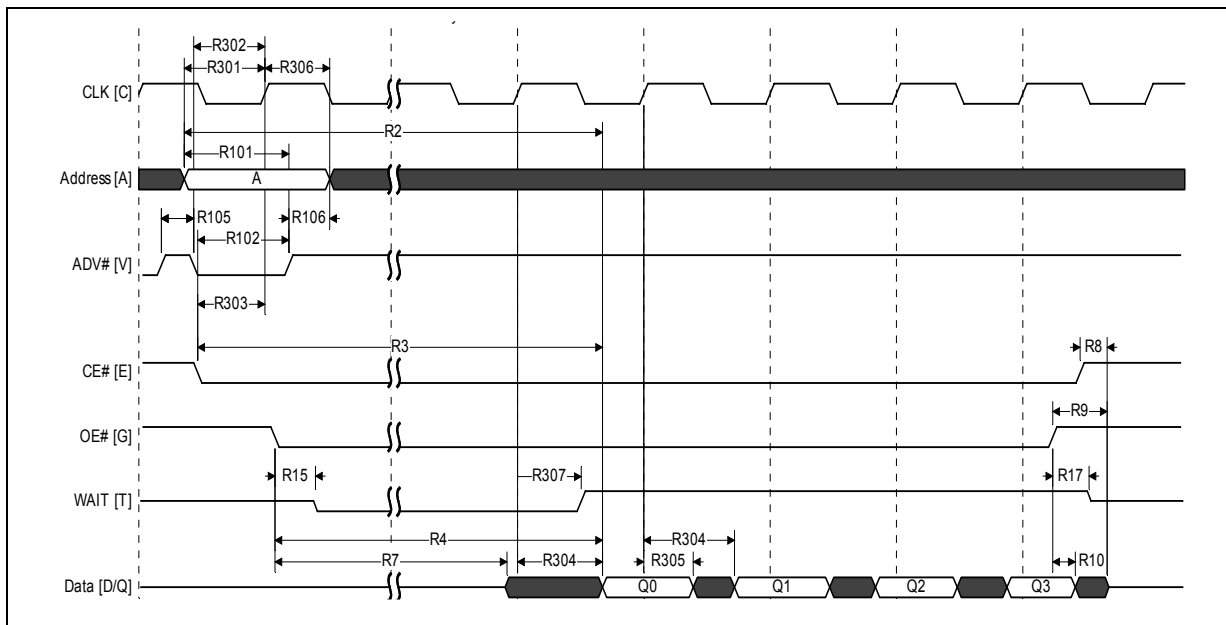 R302
R301 R306
CLK [C]
R2
R101
Address [A] A
R105 R106
R102
ADV# [V]
R303
R3
R8
CE# [E]
R9
OE# [G]
R15 R307 R17
WAIT [T]
R4
R304
R7 R304 R305 R10
Data [D/Q] Q0 Q1 Q2 Q3